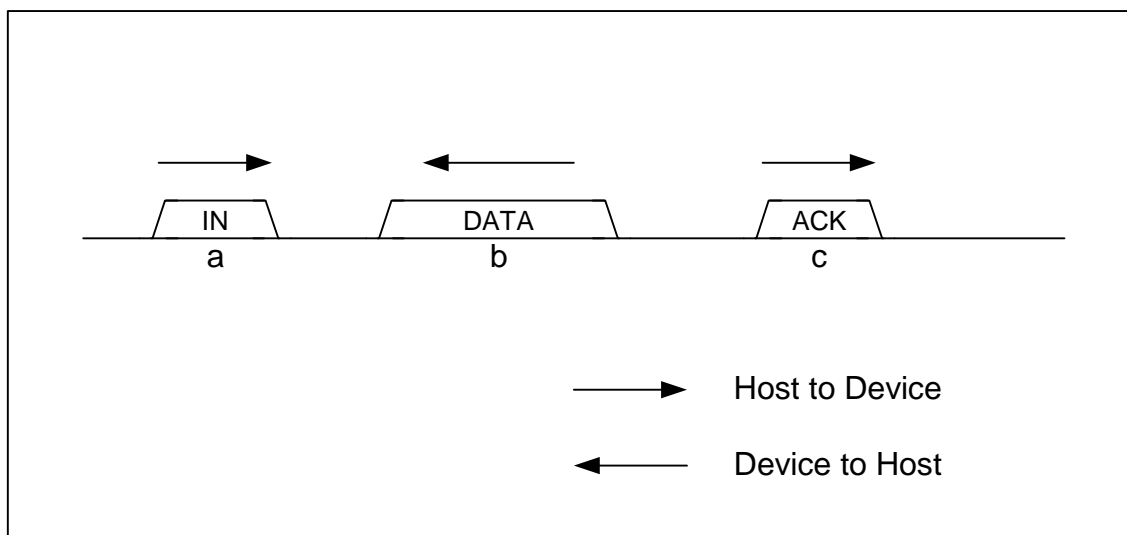 IN DATA ACK
a b c
Host to Device
Device to Host